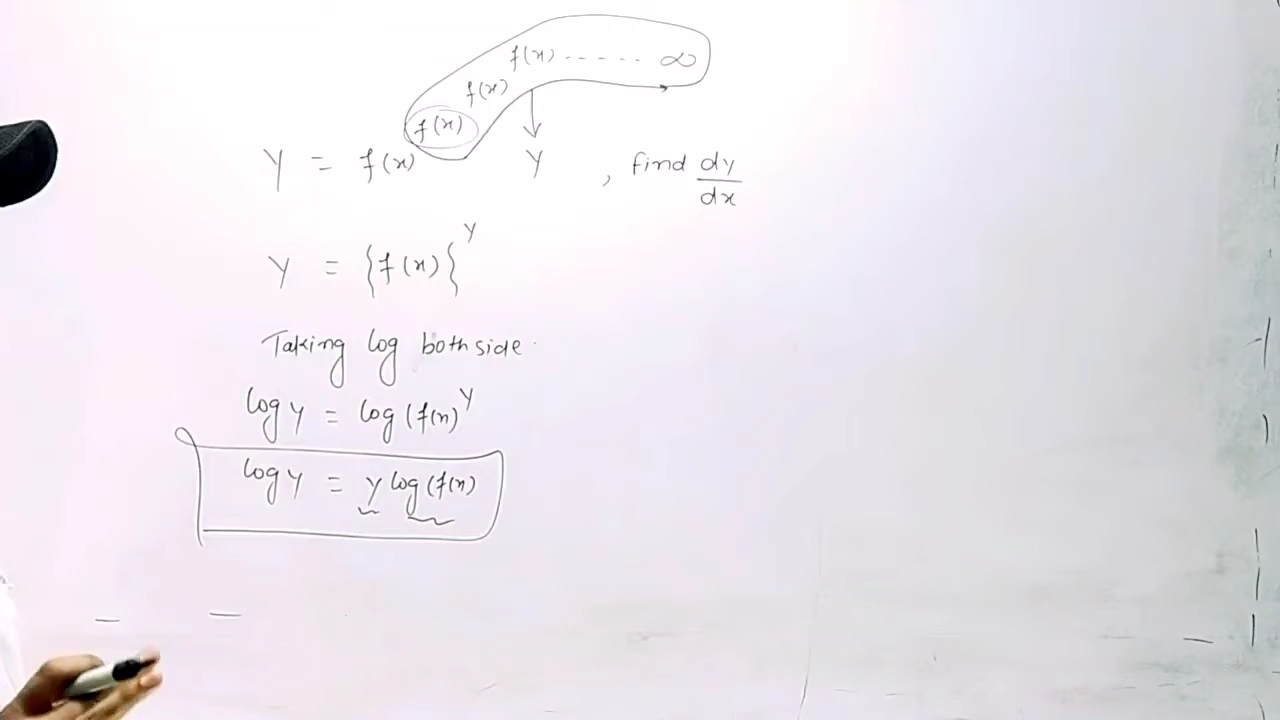 f(x) ------ ∞
f(x)
f(x)
Y = f(x) Y , find dy/dx
Y = {f(x)}^Y
Taking log both side.
log y = log (f(x)^Y
log y = y log (f(x)